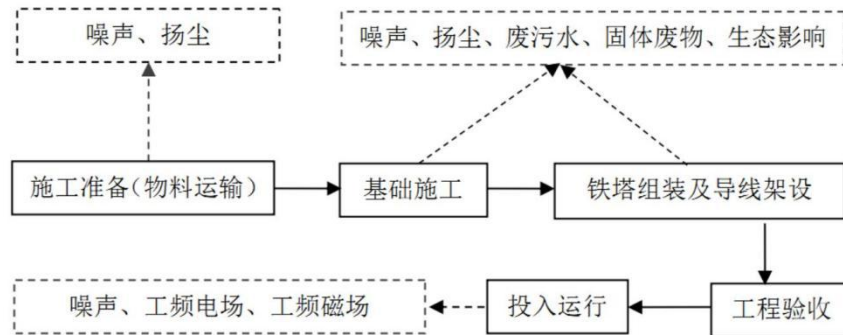 噪声、扬尘
噪声、扬尘、废污水、固体废物、生态影响
施工准备（物料运输）
基础施工
铁塔组装及导线架设
噪声、工频电场、工频磁场
投入运行
工程验收